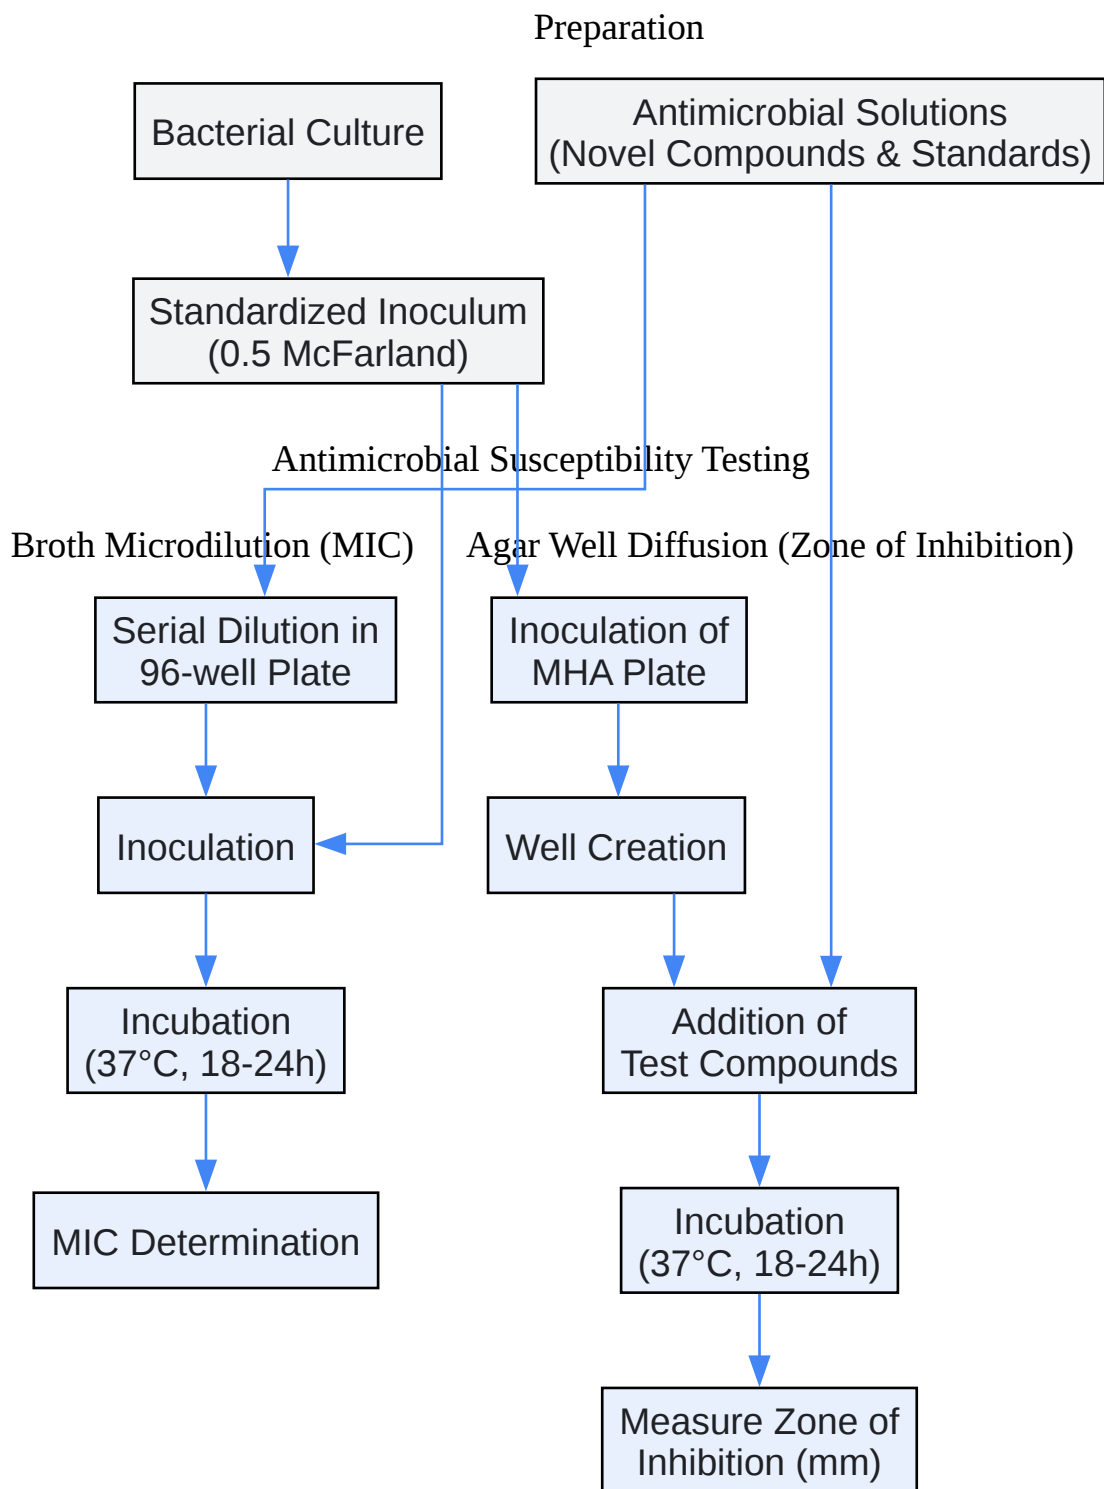 Preparation
Bacterial Culture
Antimicrobial Solutions
(Novel Compounds & Standards)
Standardized Inoculum
(0.5 McFarland)
Antimicrobial Susceptibility Testing
Broth Microdilution (MIC)
Agar Well Diffusion (Zone of Inhibition)
Serial Dilution in
96-well Plate
Inoculation of
MHA Plate
Inoculation
Well Creation
Incubation
(37°C, 18-24h)
Addition of
Test Compounds
MIC Determination
Incubation
(37°C, 18-24h)
Measure Zone of
Inhibition (mm)